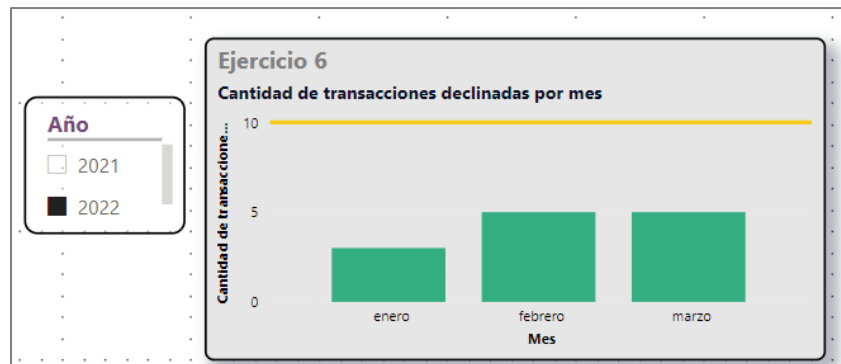 Ejercicio 6
Cantidad de transacciones declinadas por mes
Año
2021
2022
Cantidad de transaccione...
10
5
0
enero febrero marzo
Mes